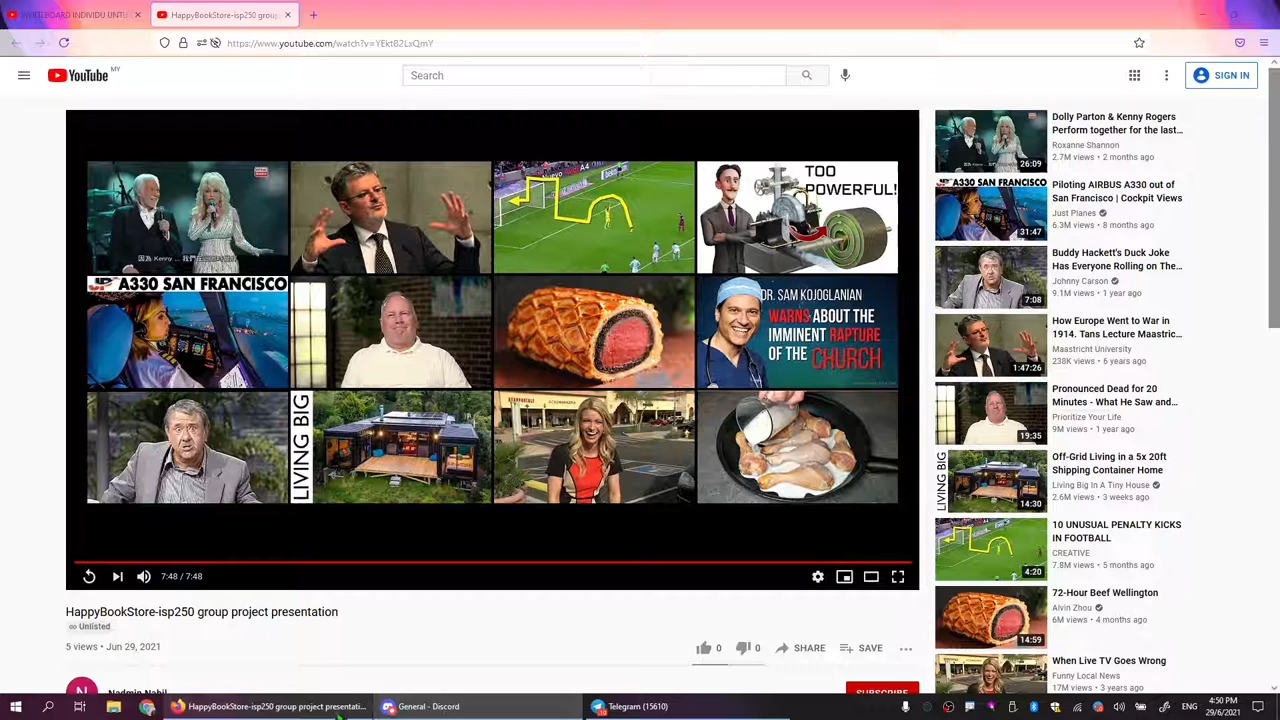 WHITEBOARD INDIVIDU UNTU
HappyBookStore-isp250 group
https://www.youtube.com/watch?v=YEkt82LxQmY
YouTube MY
Search
SIGN IN
TOO
POWERFUL!
A330 SAN FRANCISCO
DR. SAM KOJOGLANIAN
WARNS ABOUT THE
IMMINENT RAPTURE
OF THE CHURCH
LIVING BIG
7:48 / 7:48
HappyBookStore-isp250 group project presentation
Unlisted
5 views • Jun 29, 2021
0
0
SHARE
SAVE
N
Nadmin Nabil
SUBSCRIBE
26:09
Dolly Parton & Kenny Rogers
Perform together for the last...
Roxanne Shannon
2.7M views • 2 months ago
A330 SAN FRANCISCO
31:47
Piloting AIRBUS A330 out of
San Francisco | Cockpit Views
Just Planes
6.3M views • 8 months ago
7:08
Buddy Hackett's Duck Joke
Has Everyone Rolling on The...
Johnny Carson
9.1M views • 1 year ago
1:47:26
How Europe Went to War in
1914. Tans Lecture Maastric...
Maastricht University
238K views • 6 years ago
19:35
Pronounced Dead for 20
Minutes - What He Saw and...
Prioritize Your Life
9M views • 1 year ago
LIVING BIG
14:30
Off-Grid Living in a 5x 20ft
Shipping Container Home
Living Big In A Tiny House
2.6M views • 3 weeks ago
4:20
10 UNUSUAL PENALTY KICKS
IN FOOTBALL
CREATIVE
7.8M views • 5 months ago
14:59
72-Hour Beef Wellington
Alvin Zhou
6M views • 4 months ago
When Live TV Goes Wrong
Funny Local News
17M views • 3 years ago
HappyBookStore-isp250 group project presentati...
General - Discord
Telegram (15610)
ENG
4:50 PM
29/6/2021